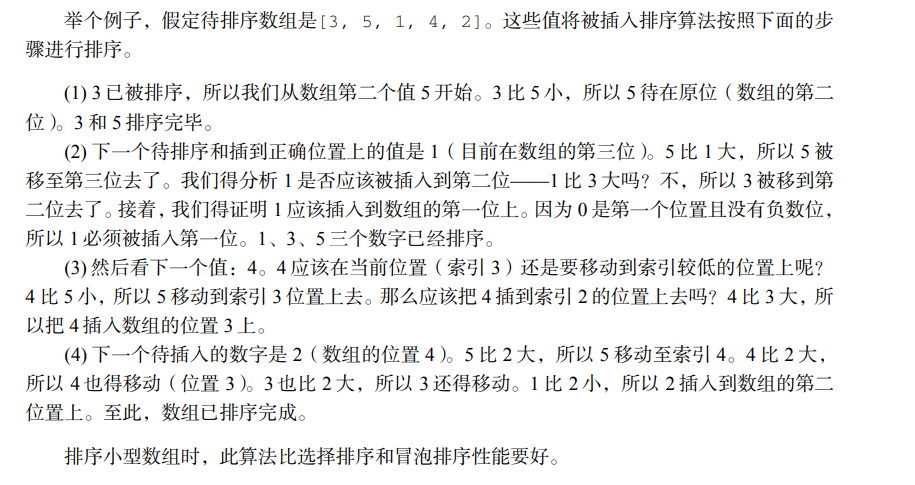 举个例子，假定待排序数组是[3, 5, 1, 4, 2]。这些值将被插入排序算法按照下面的步
骤进行排序。
(1) 3 已被排序，所以我们从数组第二个值 5 开始。3 比 5 小，所以 5 待在原位（数组的第二
位）。3 和 5 排序完毕。
(2) 下一个待排序和插到正确位置上的值是 1（目前在数组的第三位）。5 比 1 大，所以 5 被
移至第三位去了。我们得分析 1 是否应该被插入到第二位——1 比 3 大吗？不，所以 3 被移到第
二位去了。接着，我们得证明 1 应该插入到数组的第一位上。因为 0 是第一个位置且没有负数位，
所以 1 必须被插入第一位。1、3、5 三个数字已经排序。
(3) 然后看下一个值：4。4 应该在当前位置（索引 3）还是要移动到索引较低的位置上呢？
4 比 5 小，所以 5 移动到索引 3 位置上去。那么应该把 4 插到索引 2 的位置上去吗？4 比 3 大，所
以把 4 插入数组的位置 3 上。
(4) 下一个待插入的数字是 2（数组的位置 4）。5 比 2 大，所以 5 移动至索引 4。4 比 2 大，
所以 4 也得移动（位置 3）。3 也比 2 大，所以 3 还得移动。1 比 2 小，所以 2 插入到数组的第二
位置上。至此，数组已排序完成。
排序小型数组时，此算法比选择排序和冒泡排序性能要好。